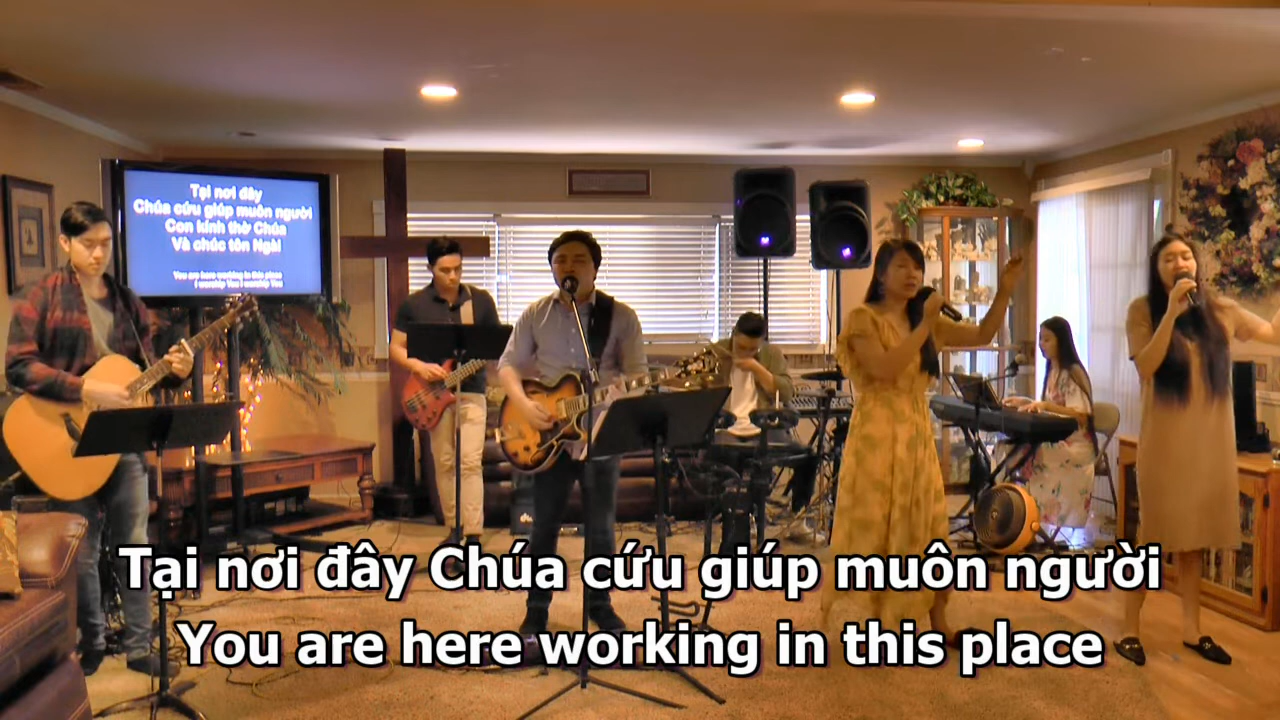 Tại nơi đây
Chúa cứu giúp muôn người
Con kính thờ Chúa
Và chúc tôn Ngài
You are here working in this place
I worship You I worship You
Tại nơi đây Chúa cứu giúp muôn người
You are here working in this place